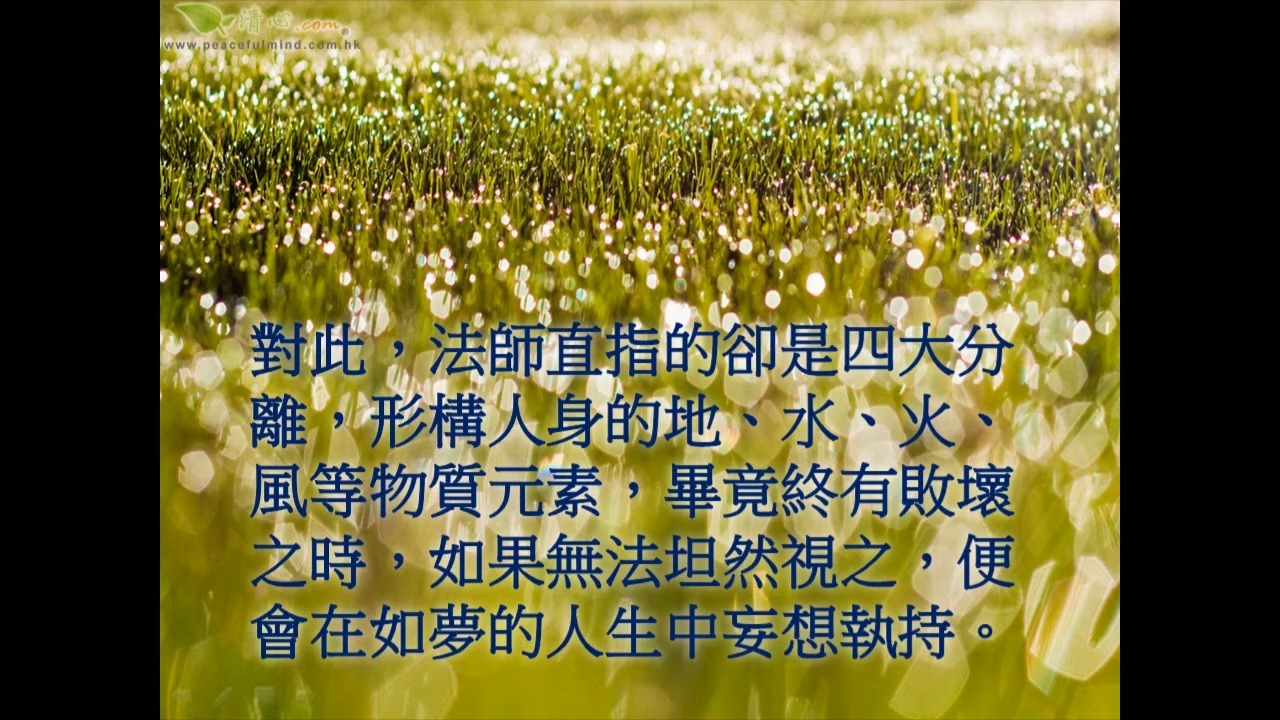 清心.com®
www.peacefulmind.com.hk
對此，法師直指的卻是四大分
離，形構人身的地、水、火、
風等物質元素，畢竟終有敗壞
之時，如果無法坦然視之，便
會在如夢的人生中妄想執持。